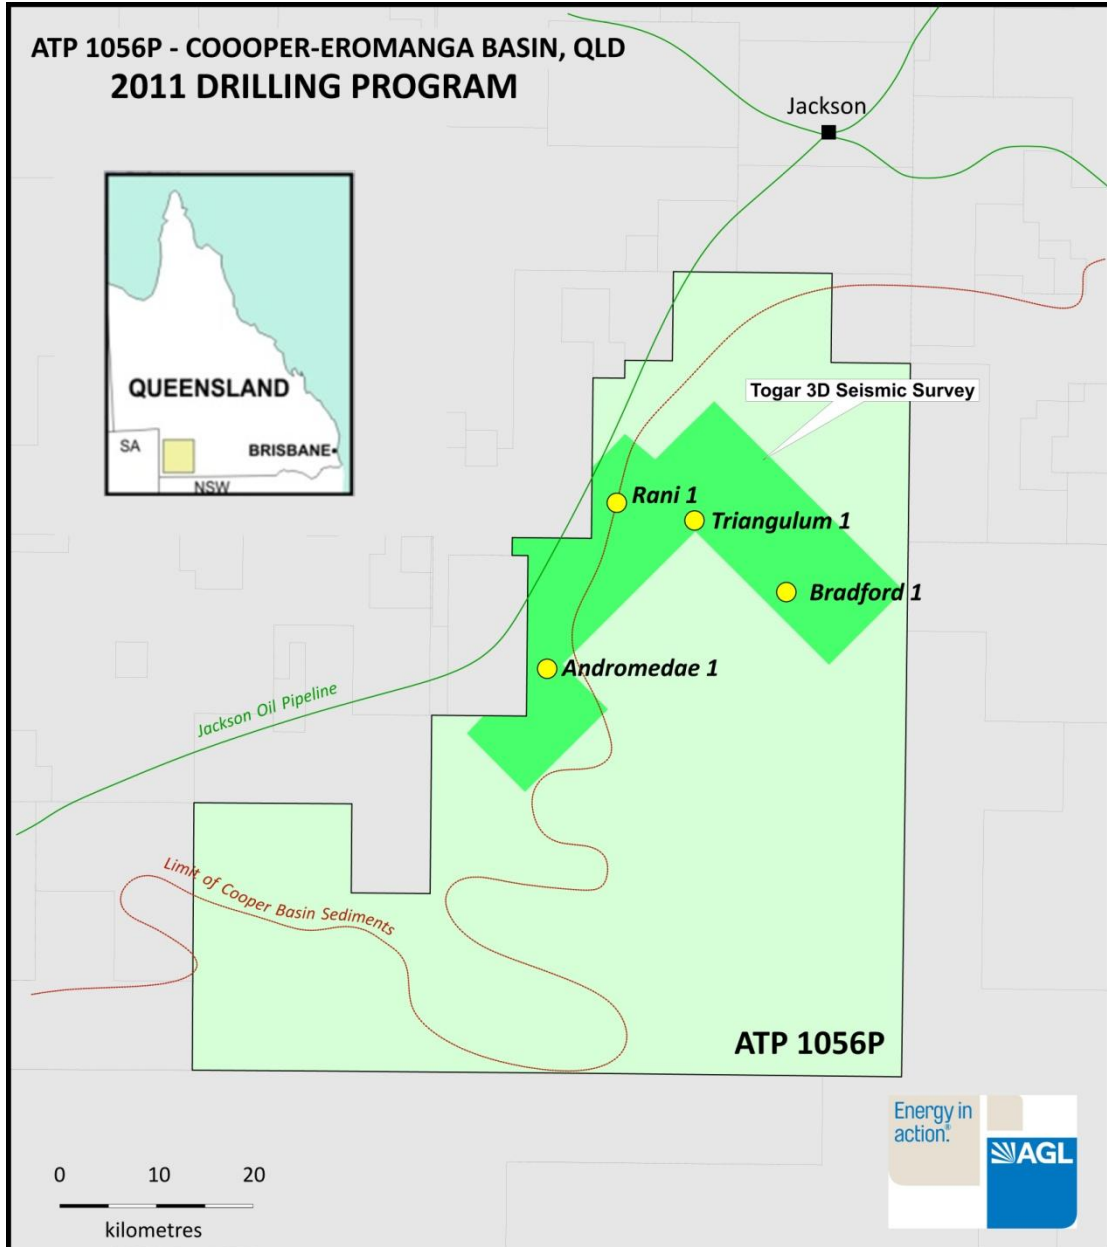 ATP 1056P - COOOPER-EROMANGA BASIN, QLD
2011 DRILLING PROGRAM
Jackson
QUEENSLAND
SA
BRISBANE
NSW
Togar 3D Seismic Survey
Rani 1
Triangulum 1
Bradford 1
Andromedae 1
Jackson Oil Pipeline
Limit of Cooper Basin Sediments
ATP 1056P
Energy in
action.®
AGL
0 10 20
kilometres